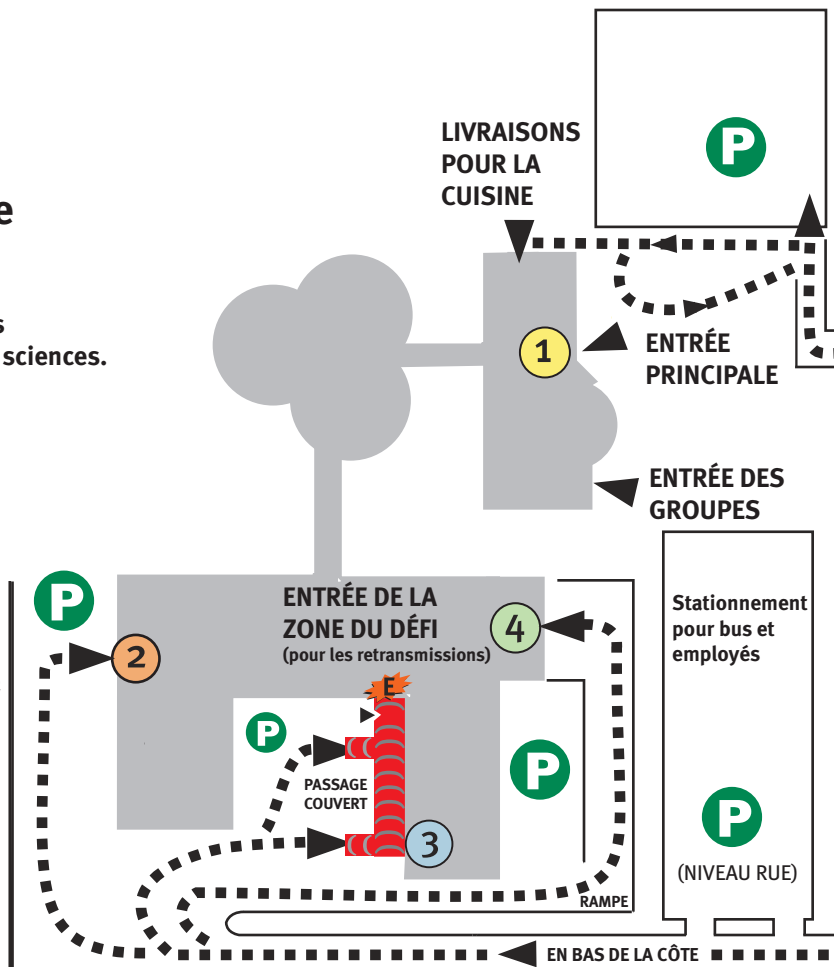 LIVRAISONS
POUR LA
CUISINE
P
e
s
sciences.
1
ENTRÉE
PRINCIPALE
ENTRÉE DES
GROUPES
P
ENTRÉE DE LA
ZONE DU DÉFI
(pour les retransmissions)
4
2
Stationnement
pour bus et
employés
E
P
PASSAGE
COUVERT
P
P
(NIVEAU RUE)
3
RAMPE
EN BAS DE LA CÔTE